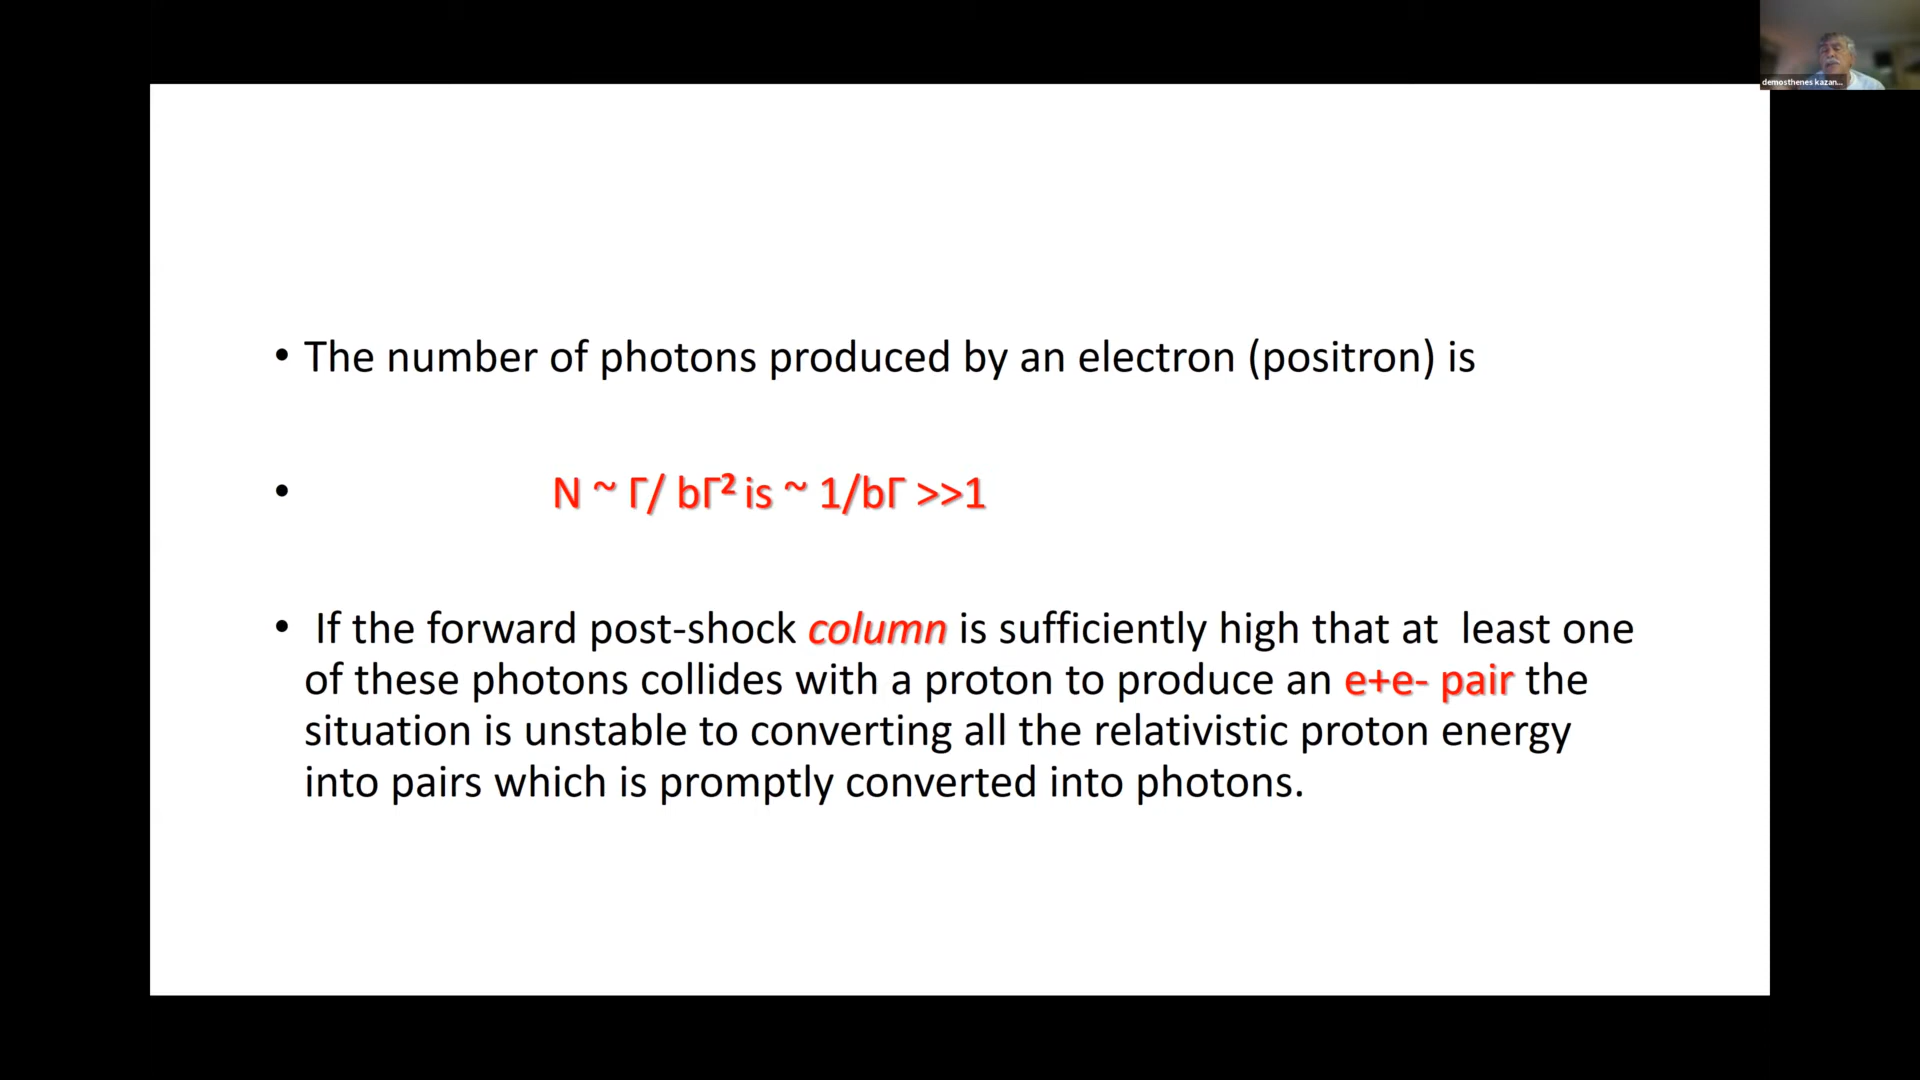 demosthenes kazan...
• The number of photons produced by an electron (positron) is
• N ~ Γ/ bΓ² is ~ 1/bΓ >>1
• If the forward post-shock column is sufficiently high that at least one
of these photons collides with a proton to produce an e+e- pair the
situation is unstable to converting all the relativistic proton energy
into pairs which is promptly converted into photons.